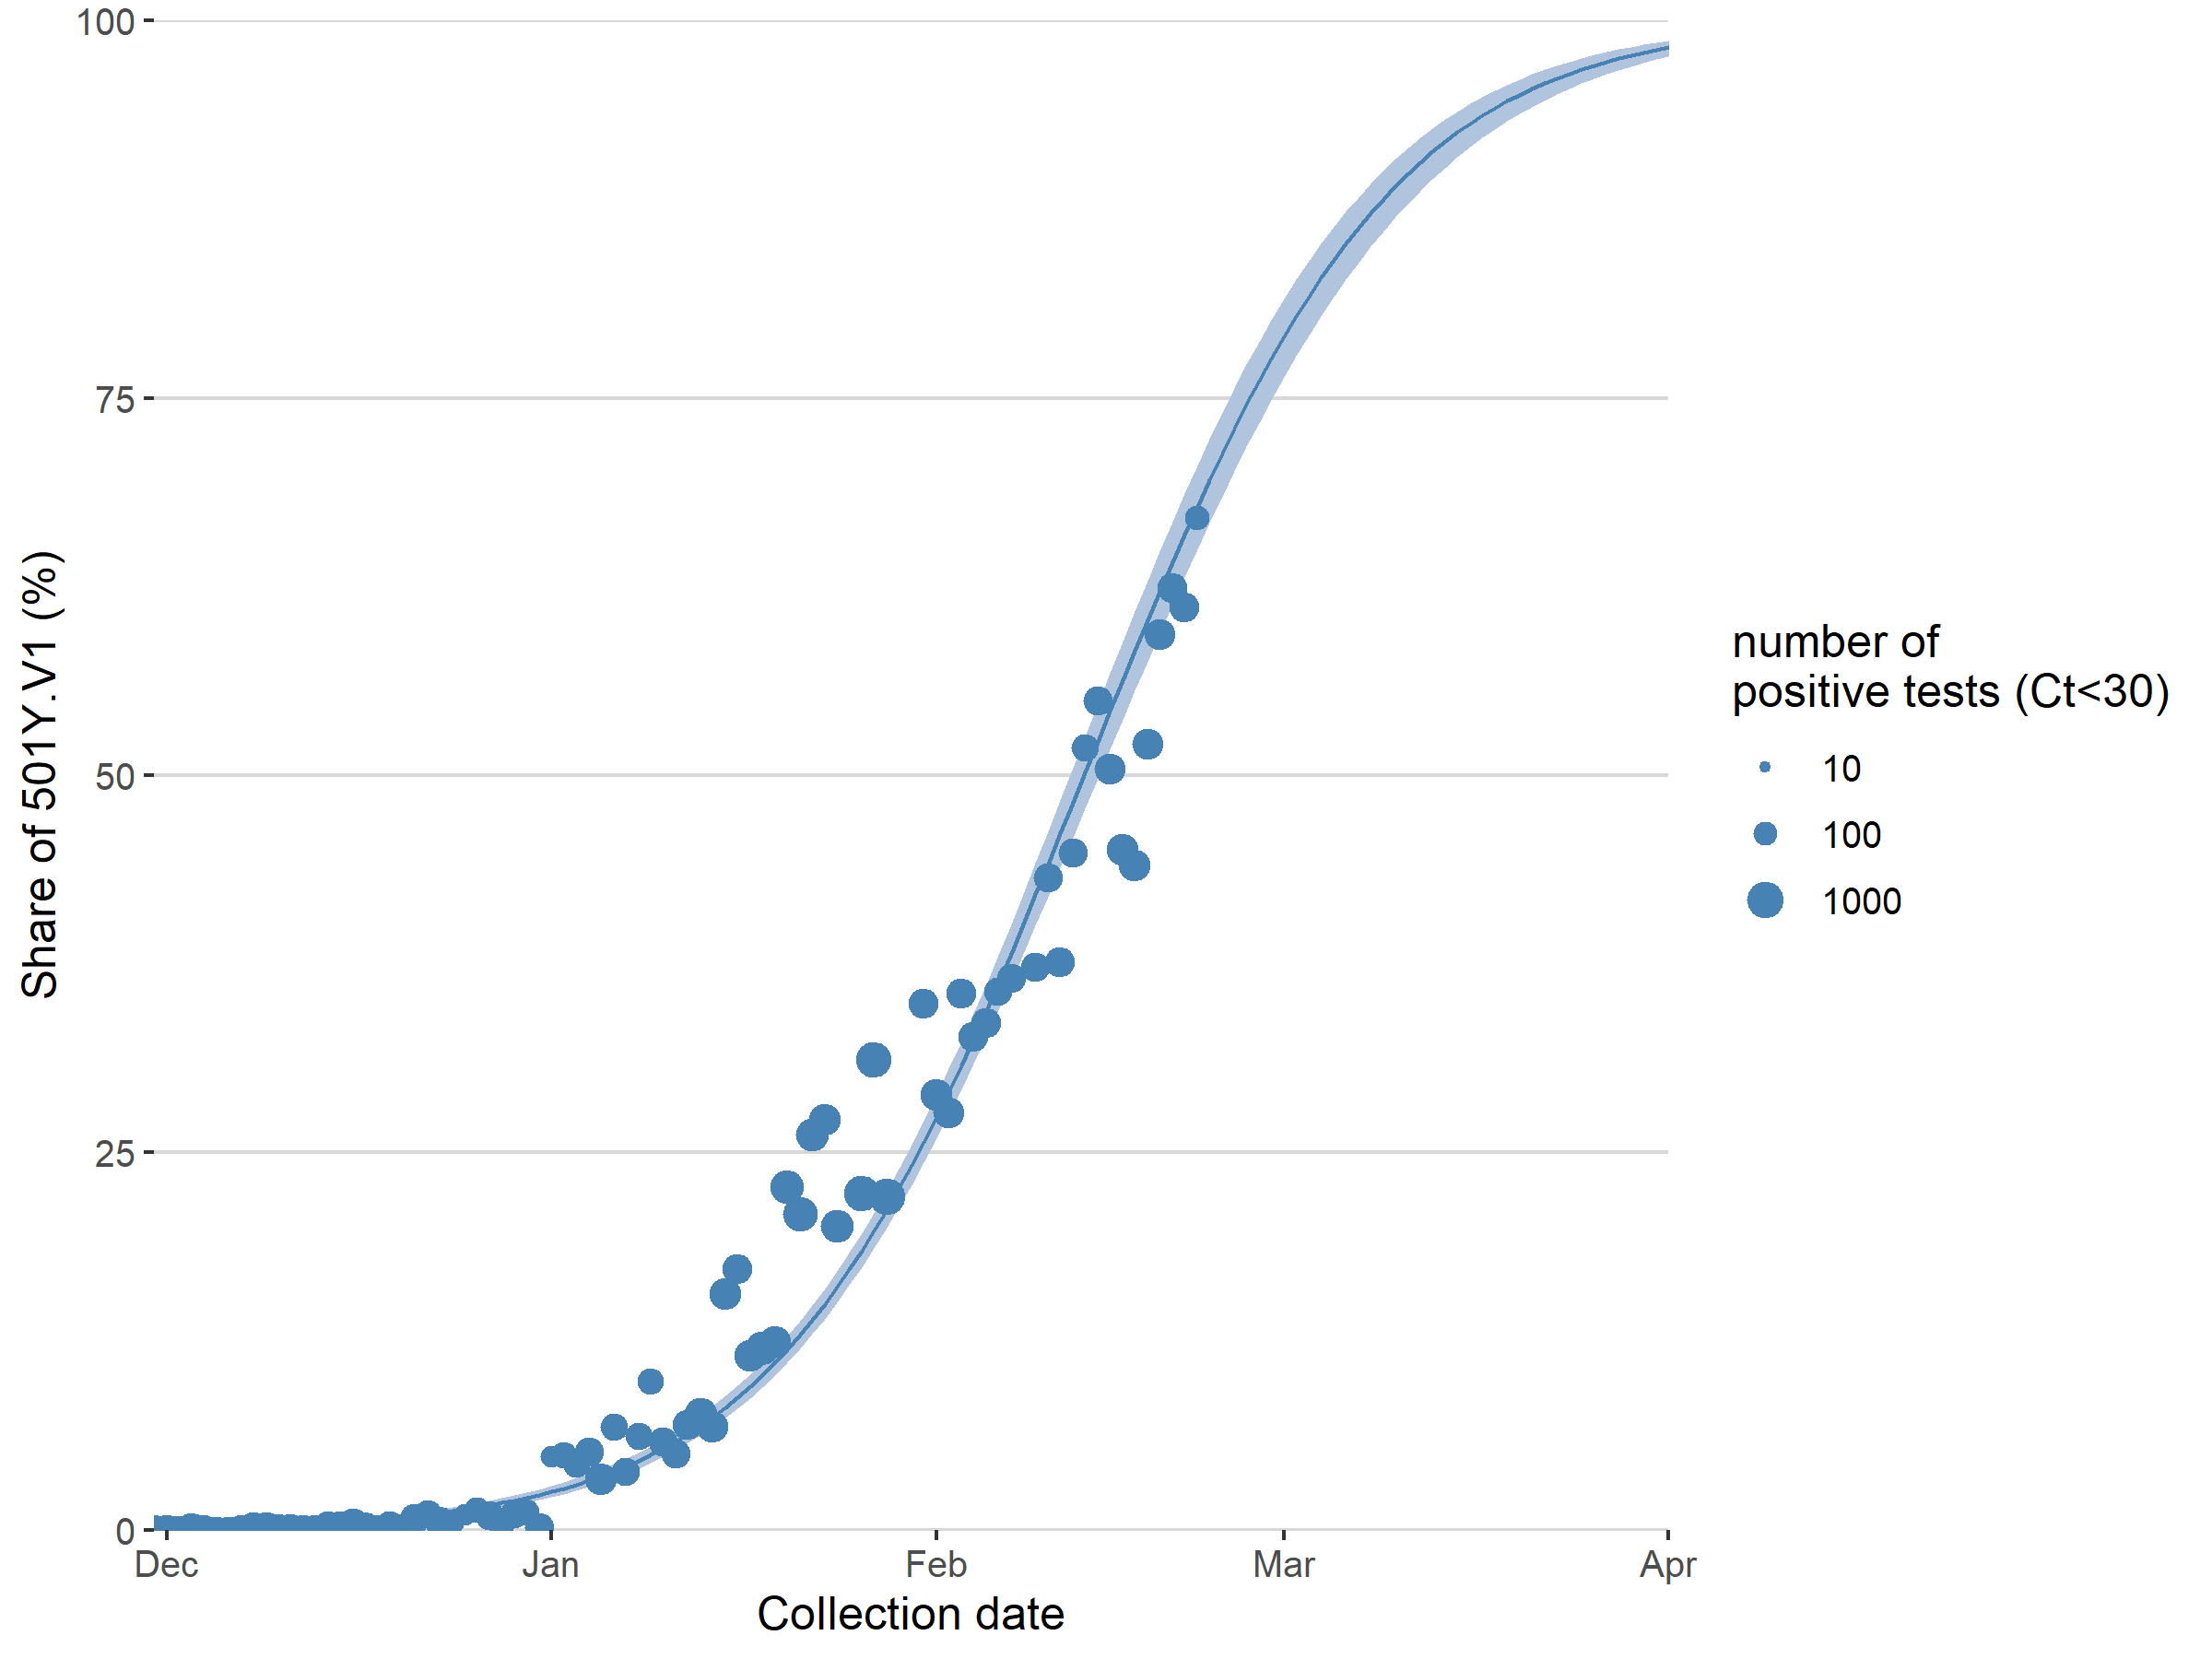 100
75
50
25
0
Share of 501Y.V1 (%)
Dec
Jan
Feb
Mar
Apr
Collection date
number of
positive tests (Ct<30)
10
100
1000